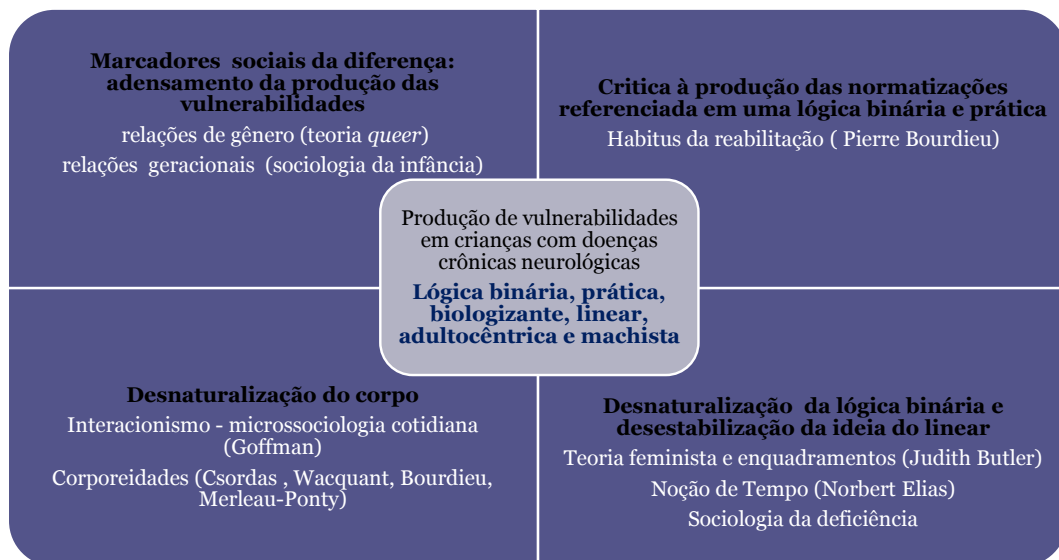 Marcadores sociais da diferença:
adensamento da produção das
vulnerabilidades
relações de gênero (teoria queer)
relações geracionais (sociologia da infância)
Critica à produção das normatizações
referenciada em uma lógica binária e prática
Habitus da reabilitação ( Pierre Bourdieu)
Produção de vulnerabilidades
em crianças com doenças
crônicas neurológicas
Lógica binária, prática,
biologizante, linear,
adultocêntrica e machista
Desnaturalização do corpo
Interacionismo - microssociologia cotidiana
(Goffman)
Corporeidades (Csordas , Wacquant, Bourdieu,
Merleau-Ponty)
Desnaturalização da lógica binária e
desestabilização da ideia do linear
Teoria feminista e enquadramentos (Judith Butler)
Noção de Tempo (Norbert Elias)
Sociologia da deficiência